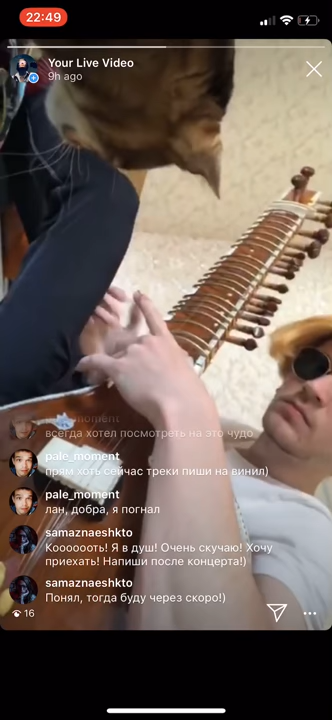 22:49
Your Live Video
9h ago
всегда хотел посмотреть на это чудо
pale_moment
прям хоть сейчас треки пиши на винил)
pale_moment
лан, добра, я погнал
samaznaeshkto
Коооооть! Я в душ! Очень скучаю! Хочу
приехать! Напиши после концерта!)
samaznaeshkto
Понял, тогда буду через скоро!)
16